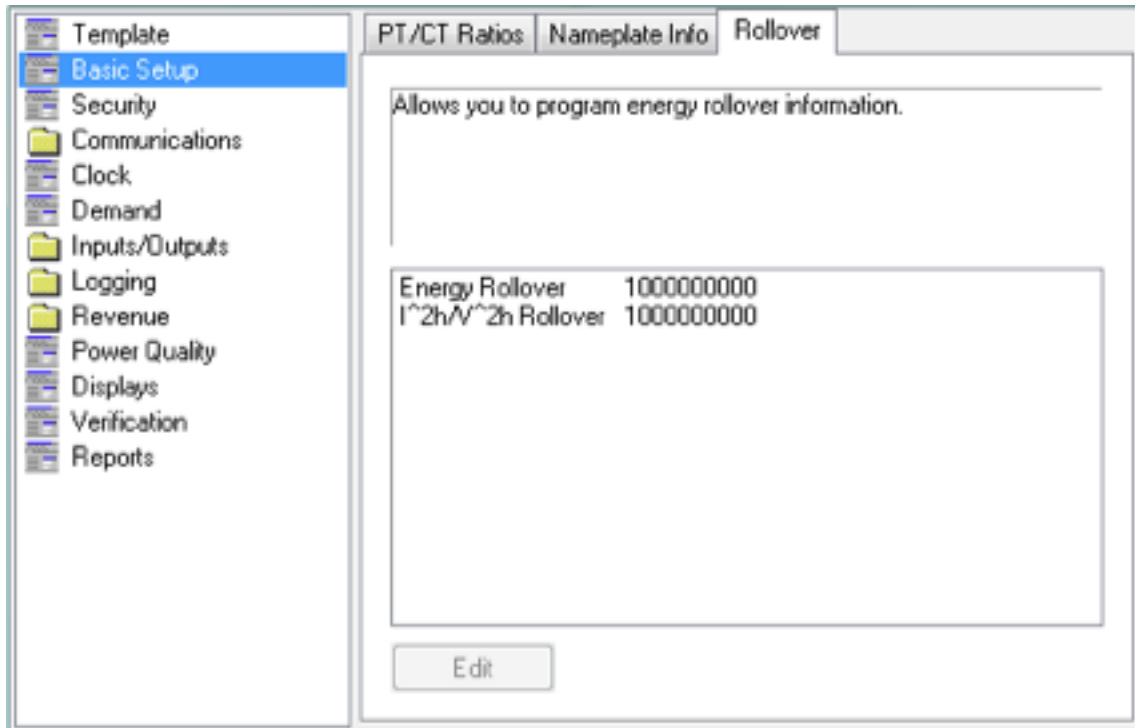 Template
Basic Setup
Security
Communications
Clock
Demand
Inputs/Outputs
Logging
Revenue
Power Quality
Displays
Verification
Reports
PT/CT Ratios
Nameplate Info
Rollover
Allows you to program energy rollover information.
Energy Rollover 1000000000
I^2h/V^2h Rollover 1000000000
Edit